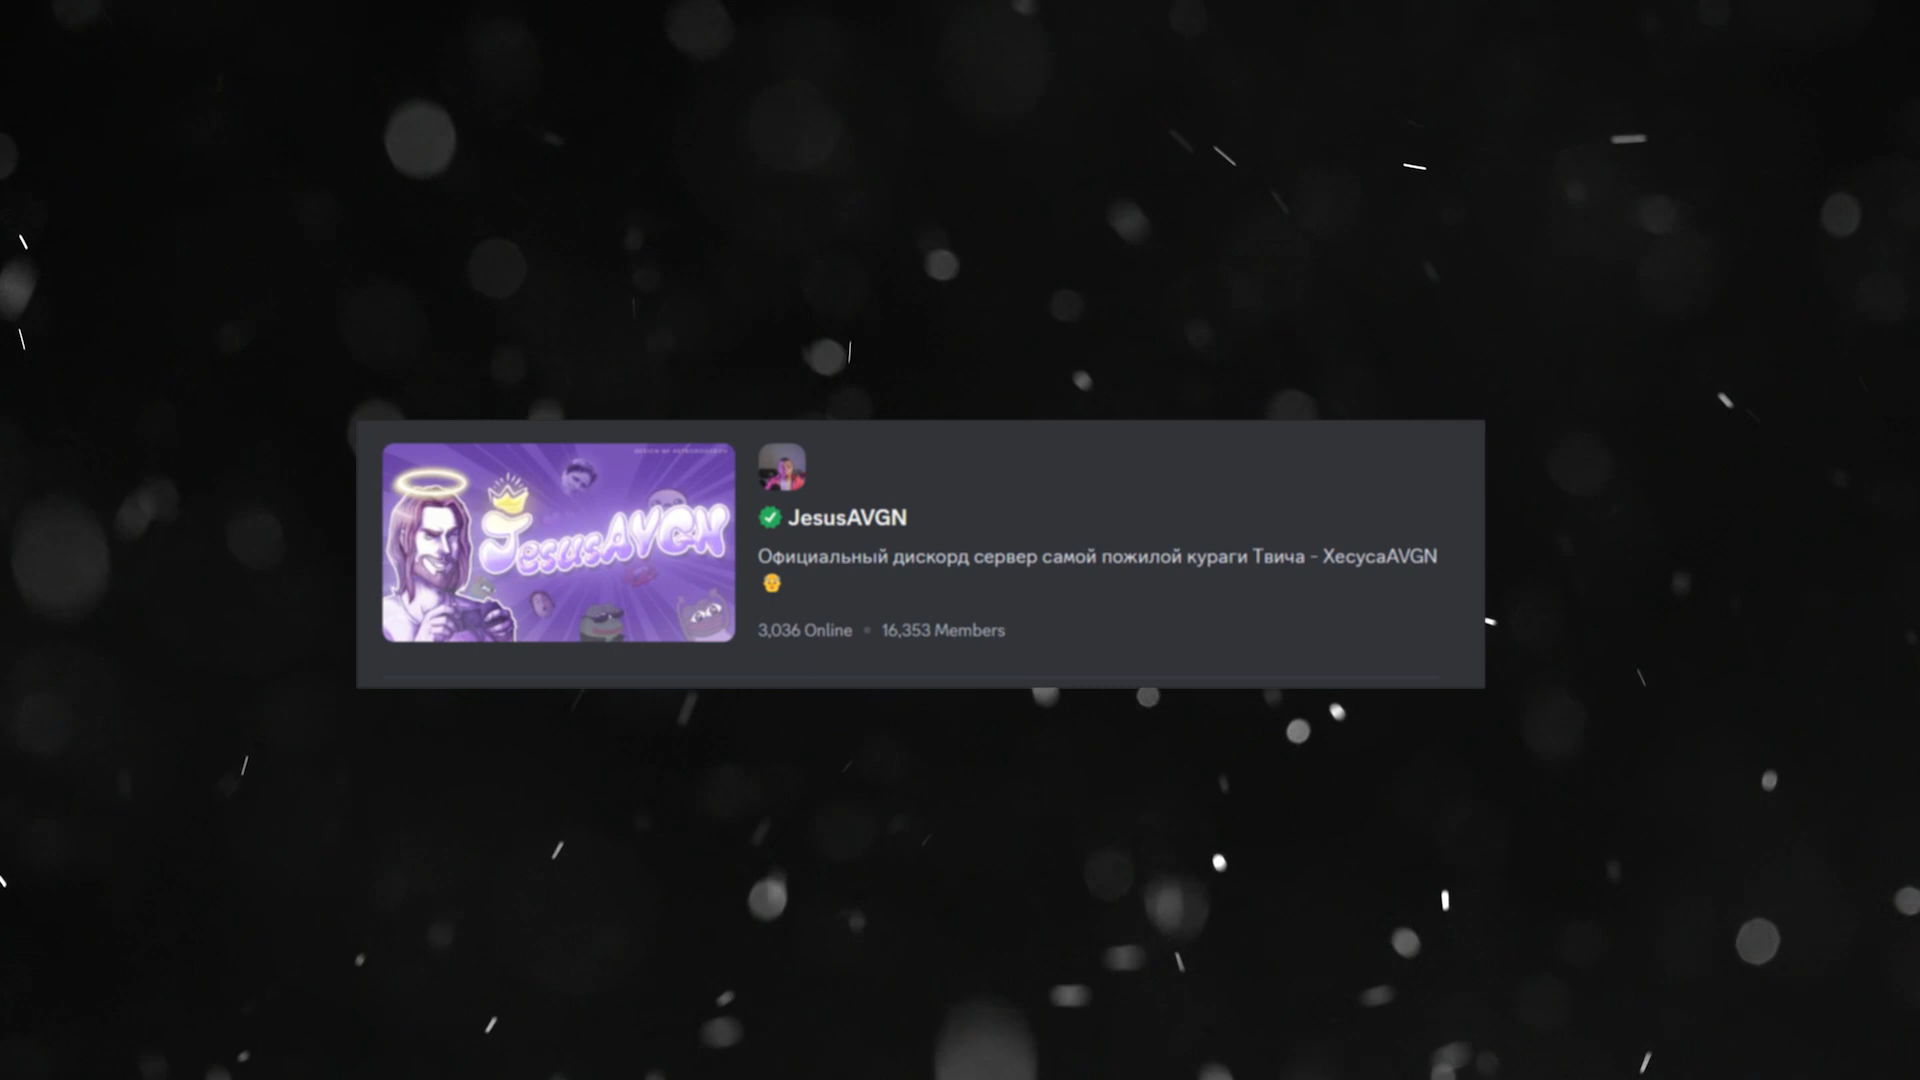 JesusAVGN
JesusAVGN
Официальный дискорд сервер самой пожилой кураги Твича - ХесусаAVGN
3,036 Online • 16,353 Members